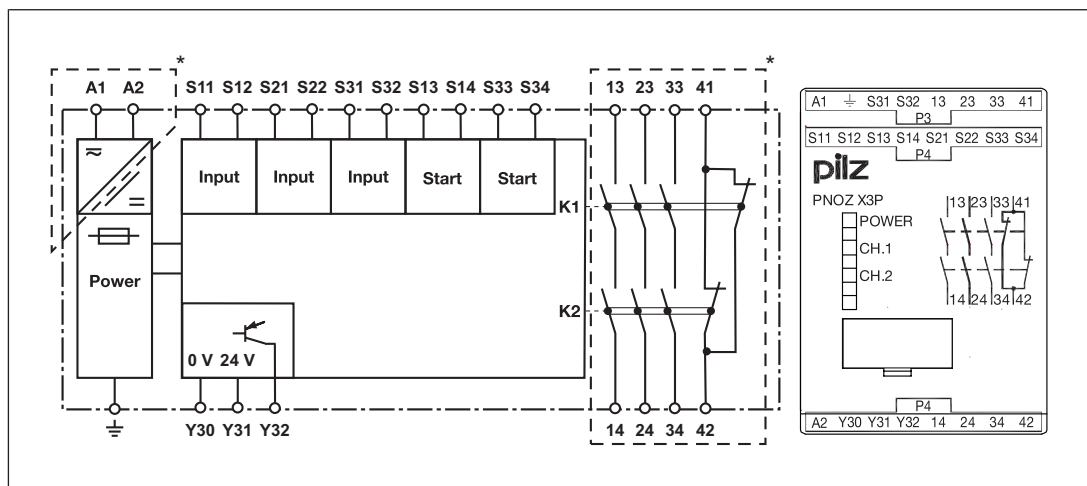 * *
A1 A2 S11 S12 S21 S22 S31 S32 S13 S14 S33 S34 13 23 33 41
Input Input Input Start Start
K1
Power
K2
0 V 24 V
Y30 Y31 Y32 14 24 34 42
A1 S31 S32 13 23 33 41
P3
S11 S12 S13 S14 S21 S22 S33 S34
P4
pilz
PNOZ X3P
13 23 33 41
POWER
CH.1
CH.2
14 24 34 42
P4
A2 Y30 Y31 Y32 14 24 34 42